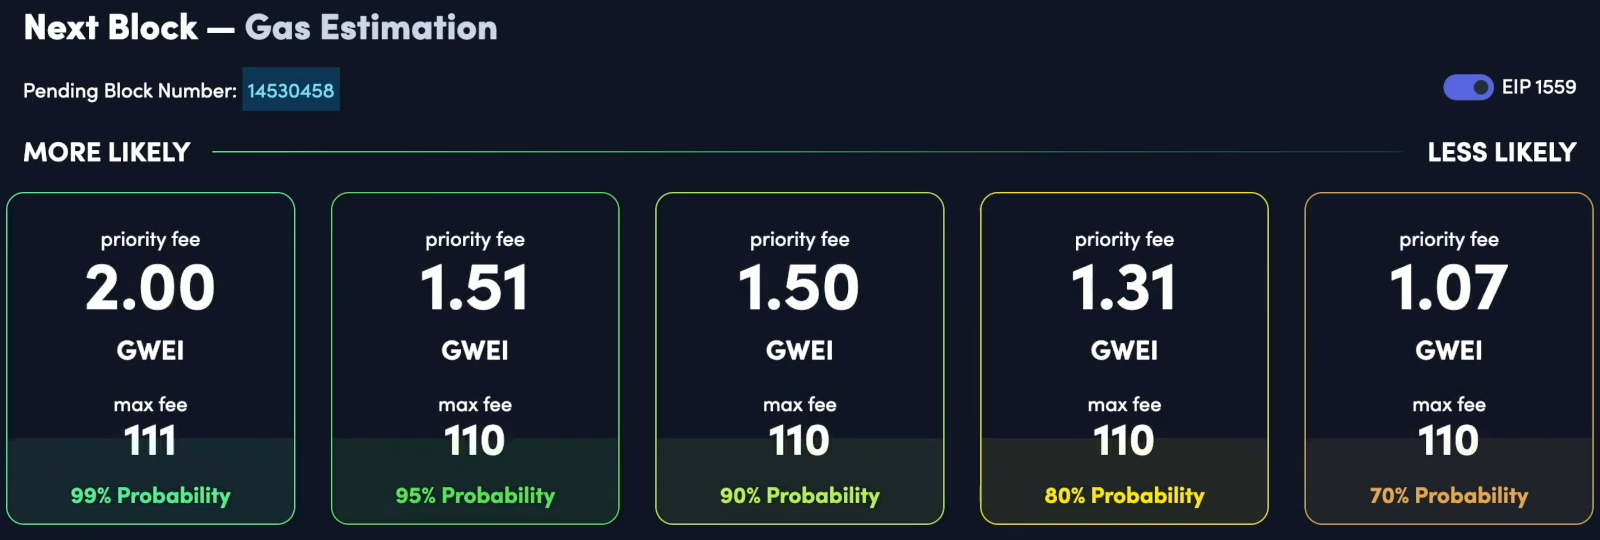 Next Block — Gas Estimation
Pending Block Number: 14530458
EIP 1559
MORE LIKELY
LESS LIKELY
priority fee
2.00
GWEI
max fee
111
99% Probability
priority fee
1.51
GWEI
max fee
110
95% Probability
priority fee
1.50
GWEI
max fee
110
90% Probability
priority fee
1.31
GWEI
max fee
110
80% Probability
priority fee
1.07
GWEI
max fee
110
70% Probability